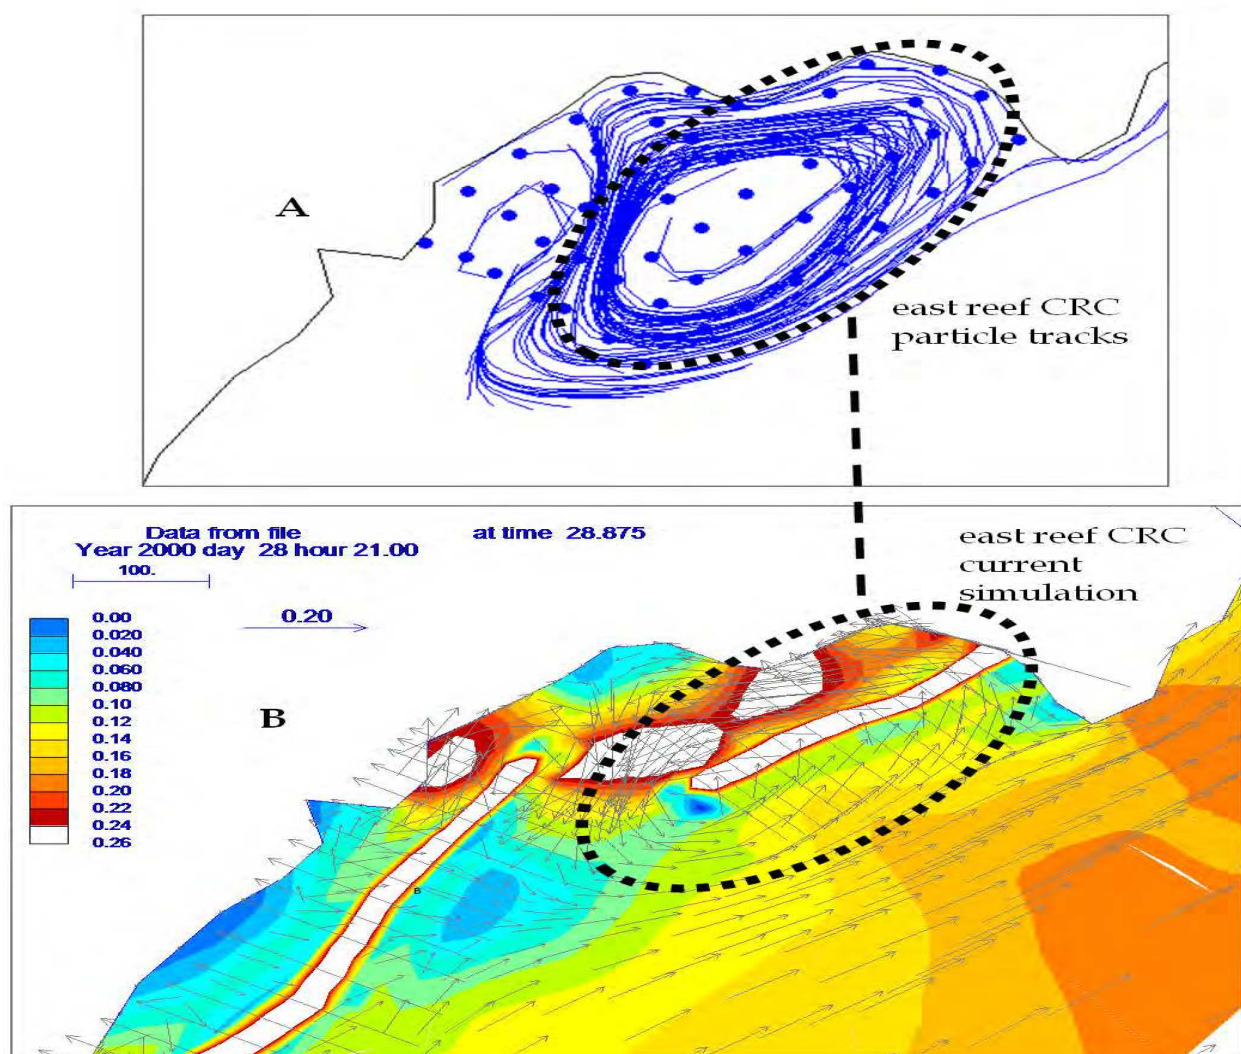 A
east reef CRC
particle tracks
Data from file
at time 28.875
Year 2000 day 28 hour 21.00
100.
0.20
east reef CRC
current
simulation
0.00
0.020
0.040
0.060
0.080
0.10
0.12
0.14
0.16
0.18
0.20
0.22
0.24
0.26
B
B